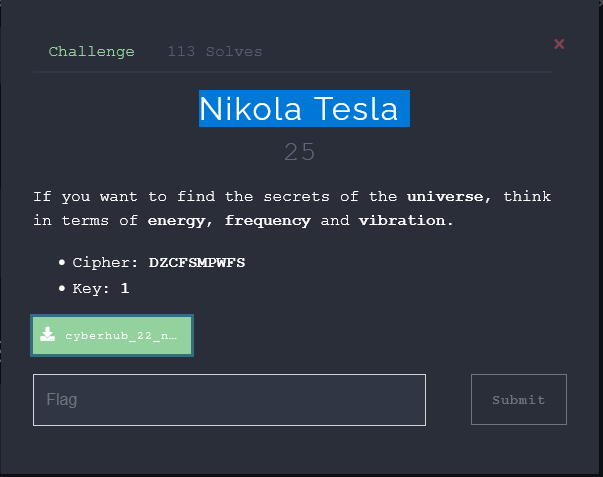 Challenge 113 Solves ×
Nikola Tesla
25
If you want to find the secrets of the universe, think
in terms of energy, frequency and vibration.
• Cipher: DZCFSMPWFS
• Key: 1
cyberhub_22_n…
Flag Submit